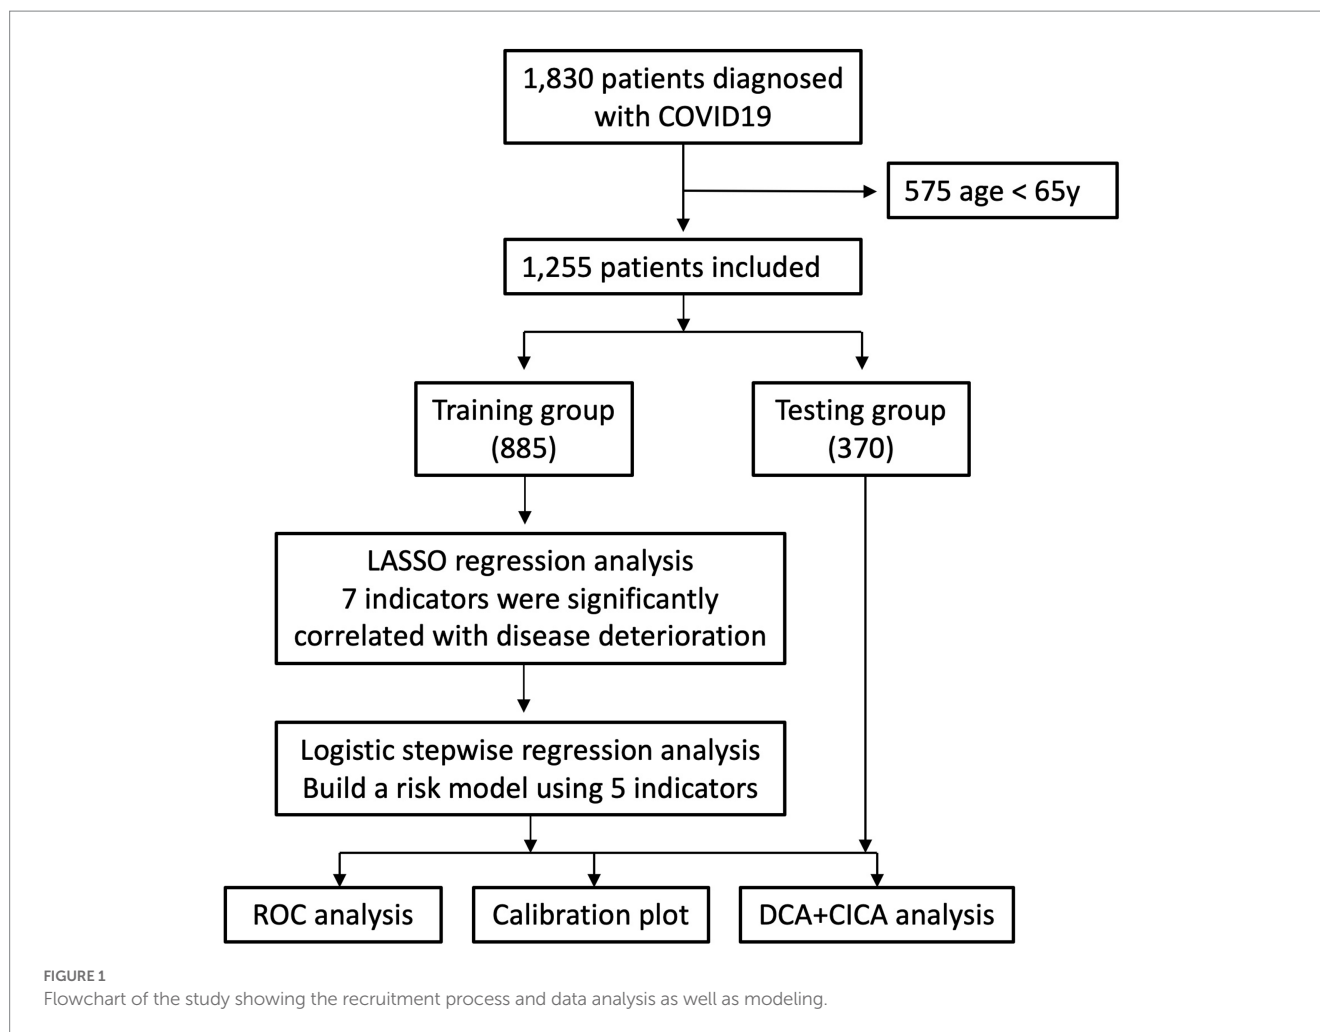 1,830 patients diagnosed
with COVID19
575 age < 65y
1,255 patients included
Training group
(885)
Testing group
(370)
LASSO regression analysis
7 indicators were significantly
correlated with disease deterioration
Logistic stepwise regression analysis
Build a risk model using 5 indicators
ROC analysis
Calibration plot
DCA+CICA analysis
FIGURE 1
Flowchart of the study showing the recruitment process and data analysis as well as modeling.